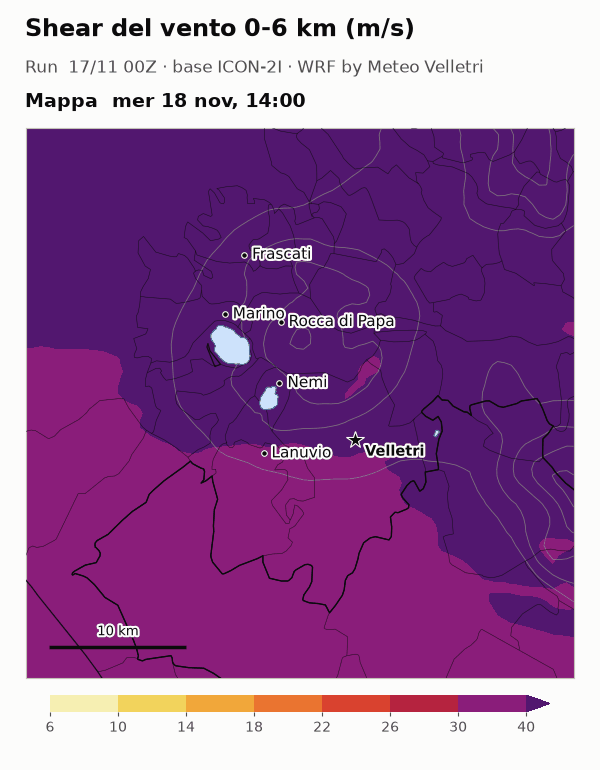 Shear del vento 0-6 km (m/s)
Run  17/11 00Z · base ICON-2I · WRF by Meteo Velletri
Mappa  mer 18 nov, 14:00
Frascati
Marino
Rocca di Papa
Nemi
Velletri
Lanuvio
10 km
6 10 14 18 22 26 30 40